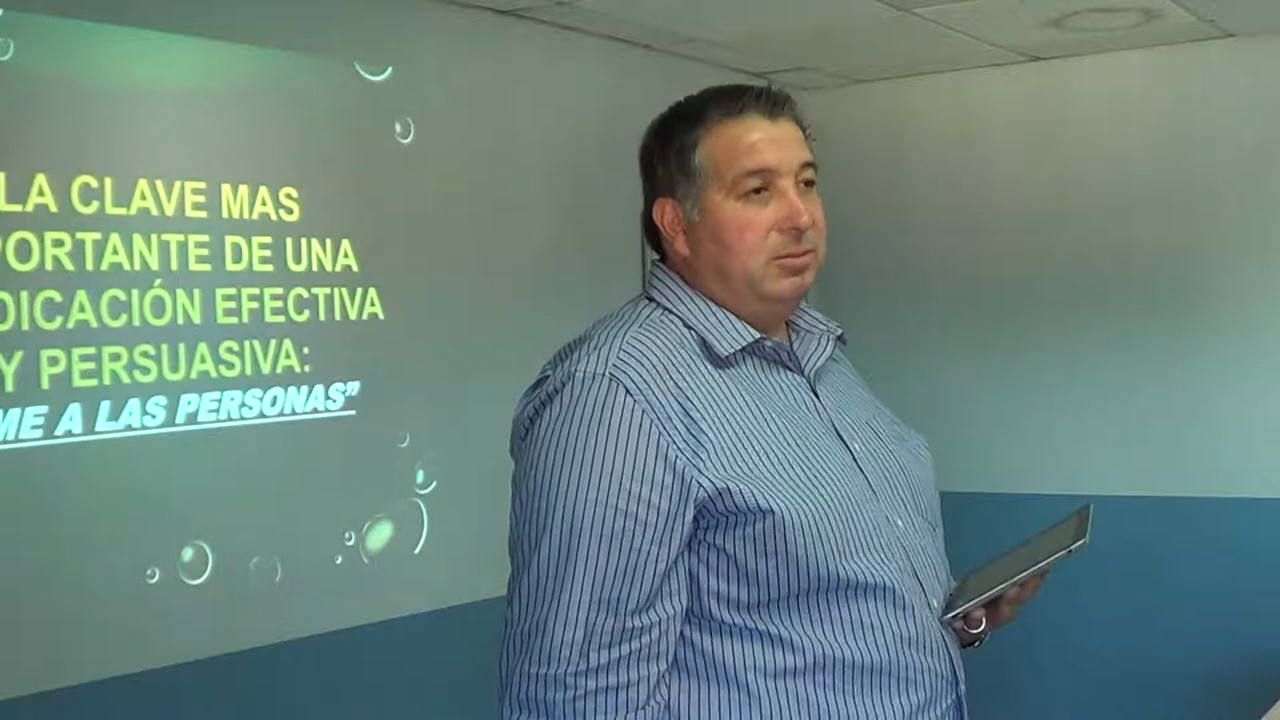 LA CLAVE MAS
PORTANTE DE UNA
DICACIÓN EFECTIVA
Y PERSUASIVA:
ME A LAS PERSONAS”